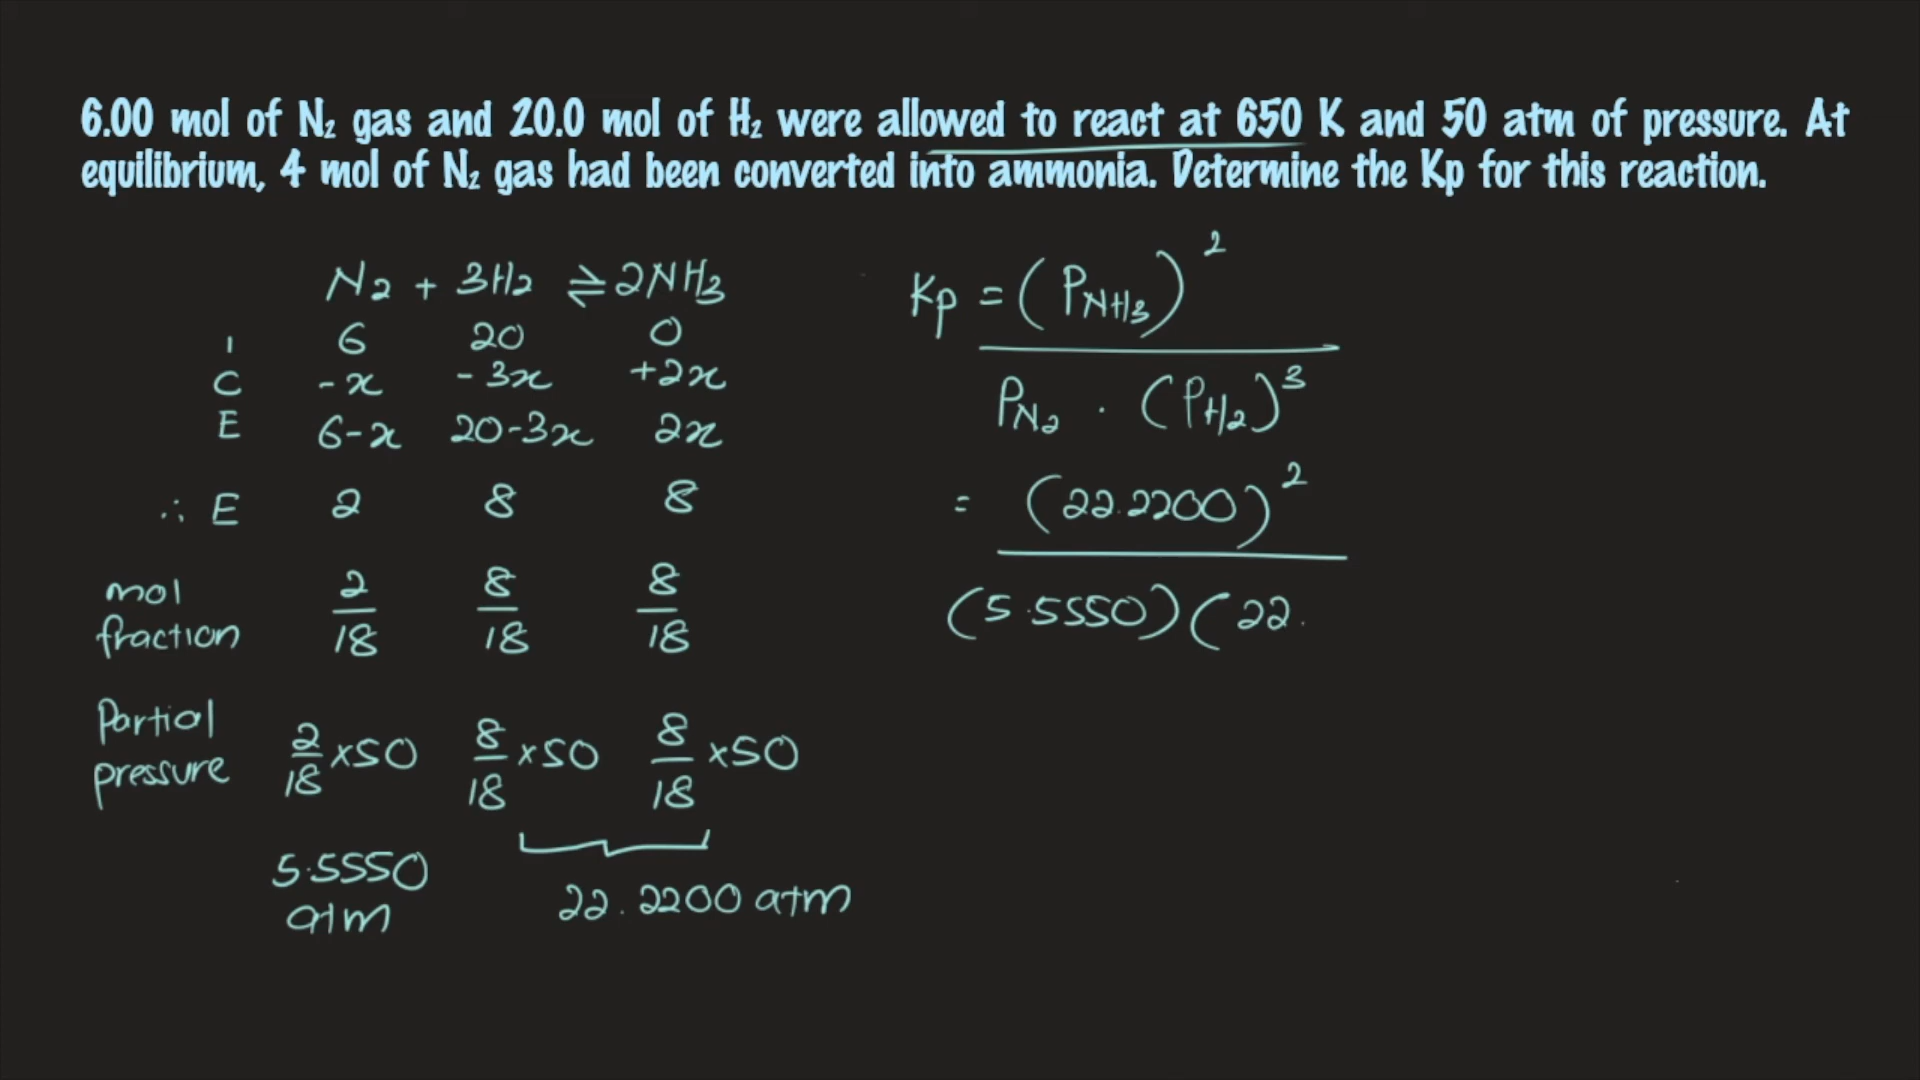 6.00 mol of N₂ gas and 20.0 mol of H₂ were allowed to react at 650 K and 50 atm of pressure. At
equilibrium, 4 mol of N₂ gas had been converted into ammonia. Determine the Kp for this reaction.
N₂ + 3H₂ ⇌ 2NH₃
I 6 20 0
C -x -3x +2x
E 6-x 20-3x 2x
∴ E 2 8 8
mol fraction 2/18 8/18 8/18
Partial pressure 2/18 ×50 8/18 ×50 8/18 ×50
5.5550 atm
22.2200 atm
Kp = (P_NH₃)²
P_N₂ . (P_H₂)³
= (22.2200)²
(5.5550)(22.